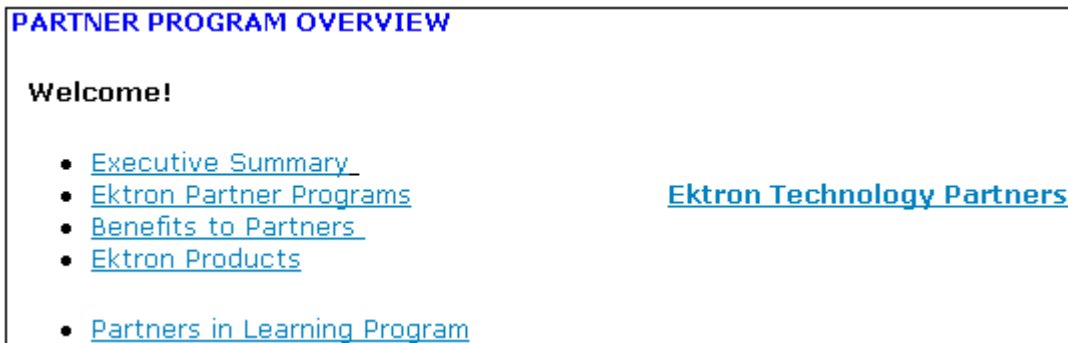 PARTNER PROGRAM OVERVIEW
Welcome!
• Executive Summary
• Ektron Partner Programs
Ektron Technology Partners
• Benefits to Partners
• Ektron Products
• Partners in Learning Program